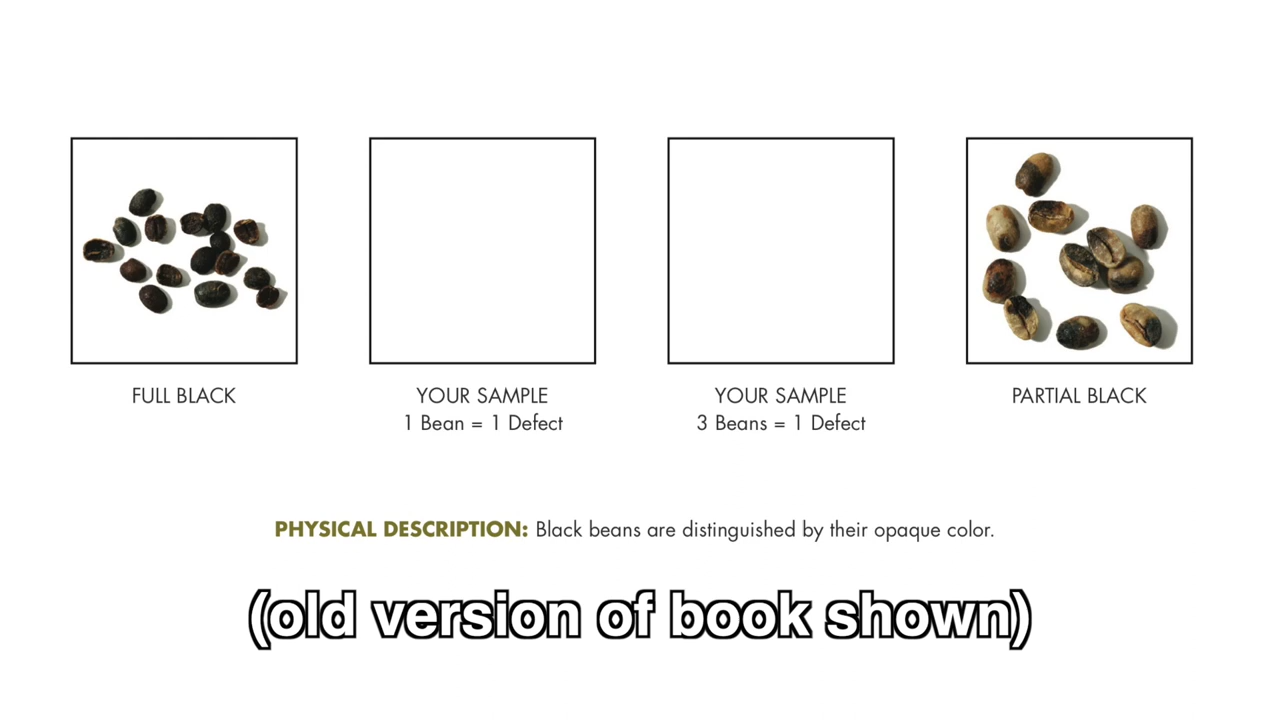 FULL BLACK
YOUR SAMPLE
1 Bean = 1 Defect
YOUR SAMPLE
3 Beans = 1 Defect
PARTIAL BLACK
PHYSICAL DESCRIPTION: Black beans are distinguished by their opaque color.
(old version of book shown)